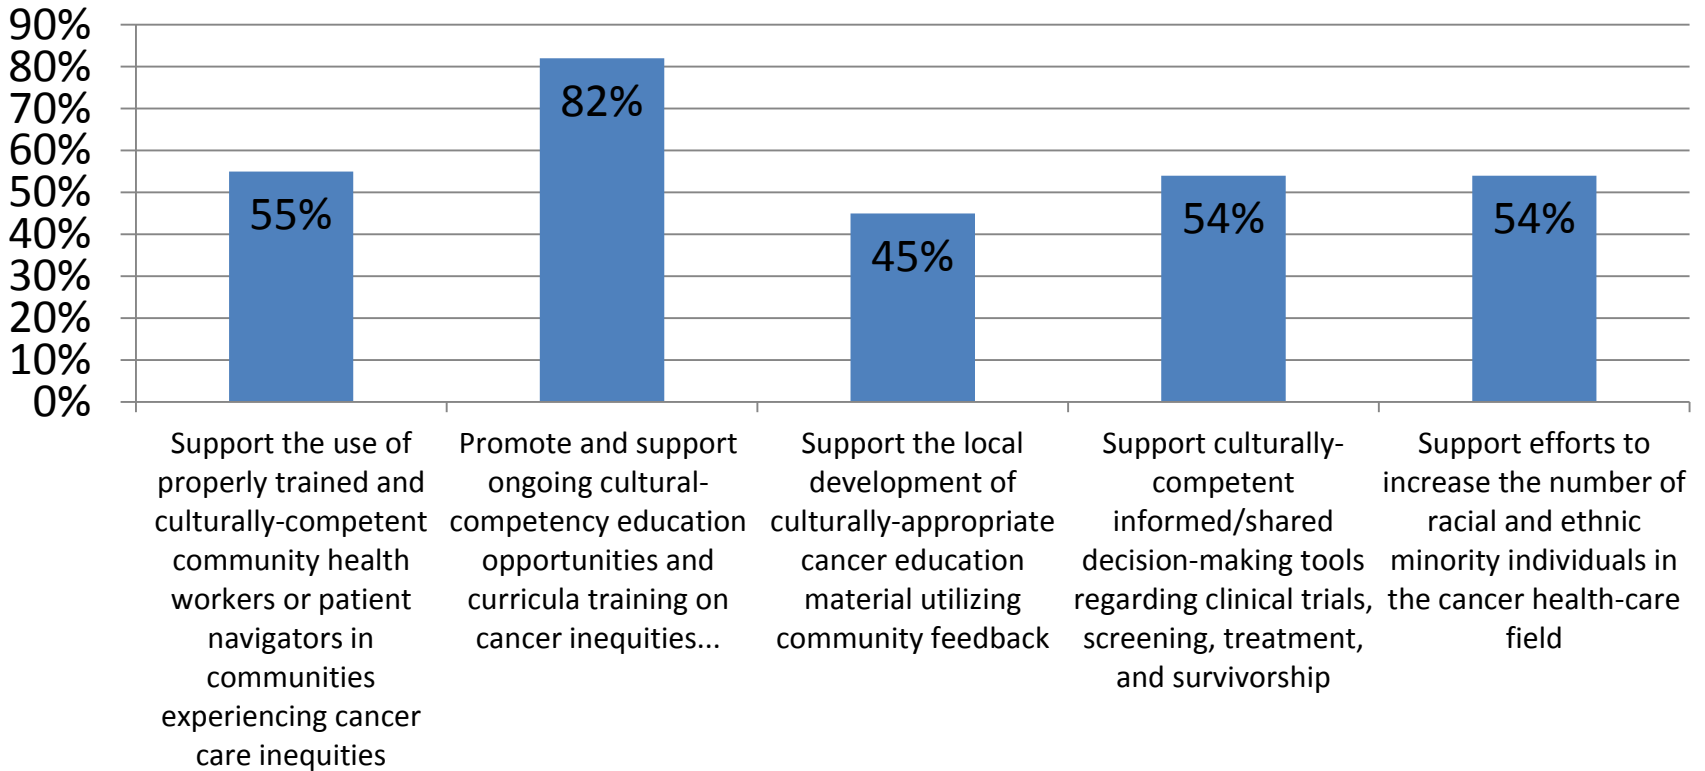 90%
80%
70%
60%
50%
40%
30%
20%
10%
0%
55%
82%
45%
54%
54%
Support the use of
properly trained and
culturally-competent
community health
workers or patient
navigators in
communities
experiencing cancer
care inequities
Promote and support
ongoing cultural-
competency education
opportunities and
curricula training on
cancer inequities...
Support the local
development of
culturally-appropriate
cancer education
material utilizing
community feedback
Support culturally-
competent
informed/shared
decision-making tools
regarding clinical trials,
screening, treatment,
and survivorship
Support efforts to
increase the number of
racial and ethnic
minority individuals in
the cancer health-care
field